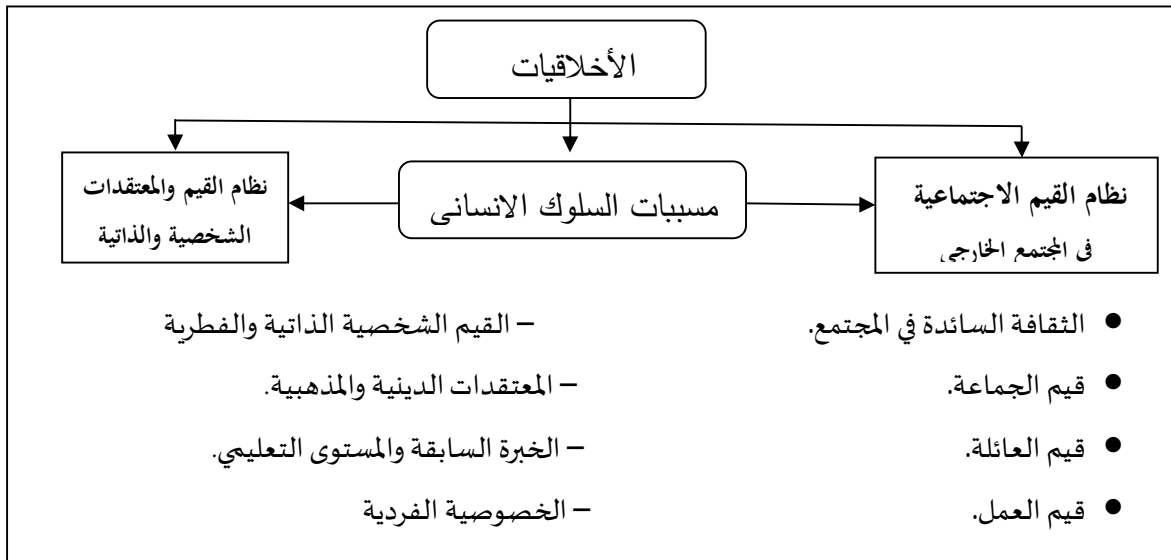 الأخلاقيات
نظام القيم الاجتماعية
فى المجتمع الخارجى
مسببات السلوك الانسانى
نظام القيم والمعتقدات
الشخصية والذاتية
● الثقافة السائدة في المجتمع.
– القيم الشخصية الذاتية والفطرية
● قيم الجماعة.
– المعتقدات الدينية والمذهبية.
● قيم العائلة.
– الخبرة السابقة والمستوى التعليمي.
● قيم العمل.
– الخصوصية الفردية